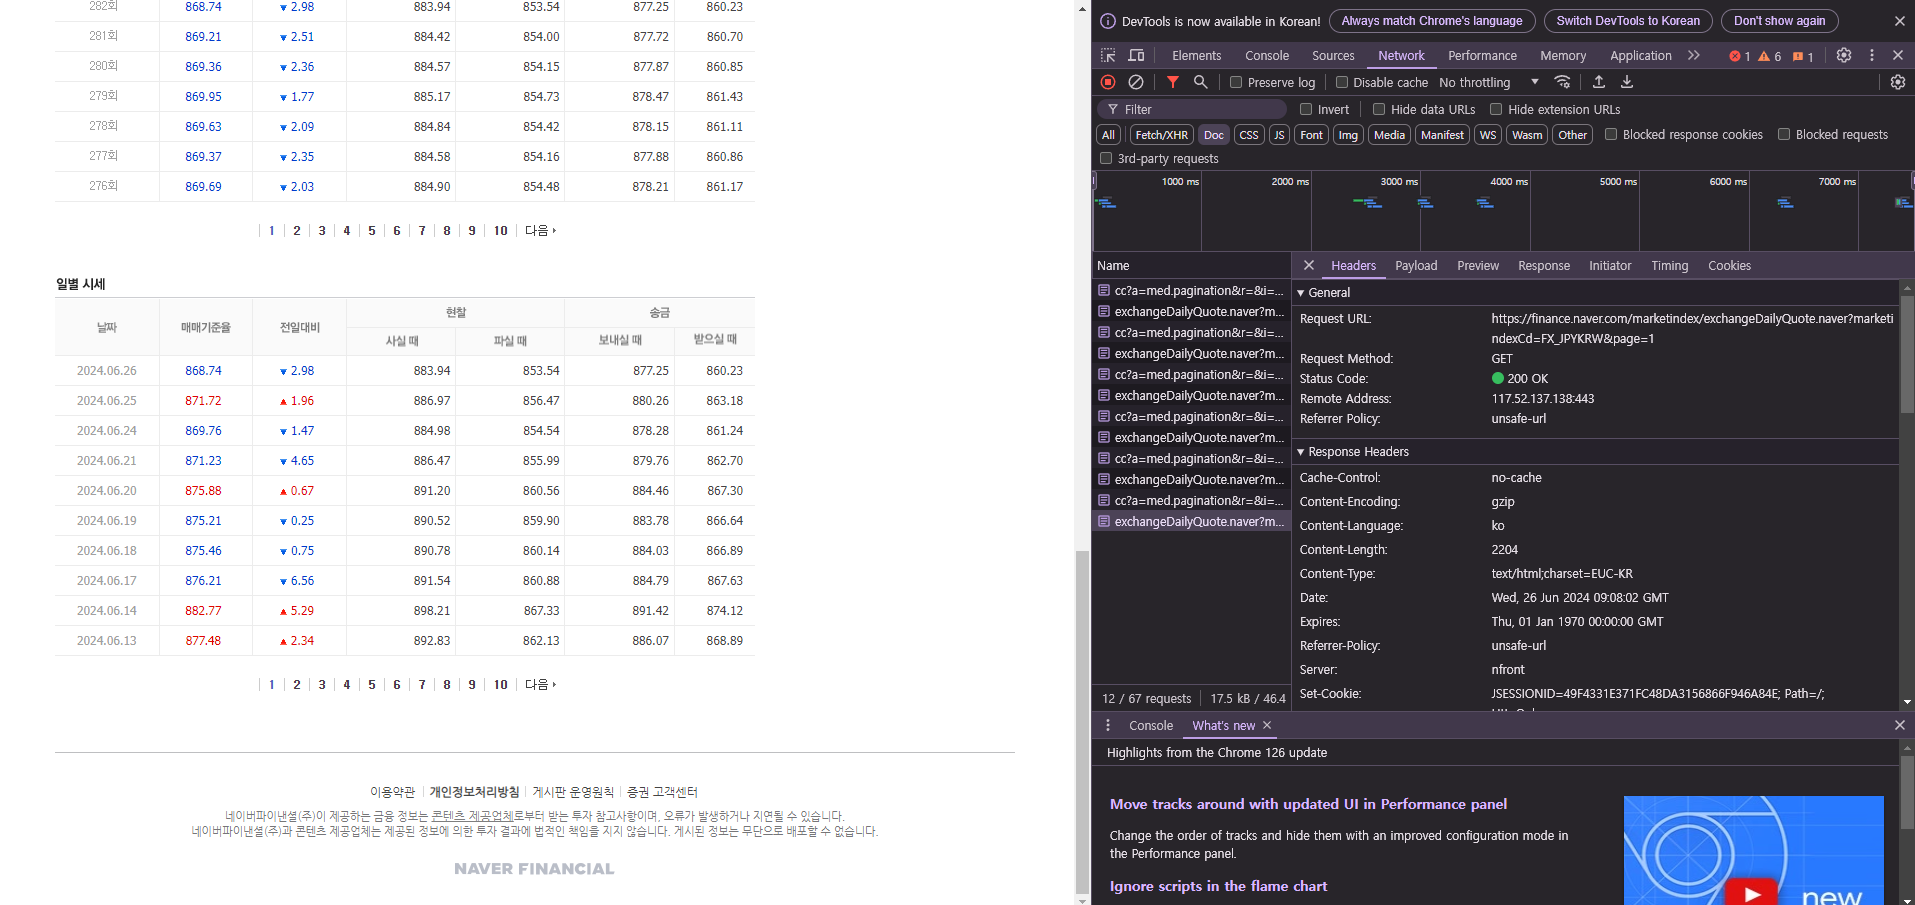 282회 868.74 ▼ 2.98 883.94 853.54 877.25 860.23
281회 869.21 ▼ 2.51 884.42 854.00 877.72 860.70
280회 869.36 ▼ 2.36 884.57 854.15 877.87 860.85
279회 869.95 ▼ 1.77 885.17 854.73 878.47 861.43
278회 869.63 ▼ 2.09 884.84 854.42 878.15 861.11
277회 869.37 ▼ 2.35 884.58 854.16 877.88 860.86
276회 869.69 ▼ 2.03 884.90 854.48 878.21 861.17
1 2 3 4 5 6 7 8 9 10 다음
일별 시세
날짜 매매기준율 전일대비 현찰 송금
사실 때 파실 때 보내실 때 받으실 때
2024.06.26 868.74 ▼ 2.98 883.94 853.54 877.25 860.23
2024.06.25 871.72 ▲ 1.96 886.97 856.47 880.26 863.18
2024.06.24 869.76 ▼ 1.47 884.98 854.54 878.28 861.24
2024.06.21 871.23 ▼ 4.65 886.47 855.99 879.76 862.70
2024.06.20 875.88 ▲ 0.67 891.20 860.56 884.46 867.30
2024.06.19 875.21 ▼ 0.25 890.52 859.90 883.78 866.64
2024.06.18 875.46 ▼ 0.75 890.78 860.14 884.03 866.89
2024.06.17 876.21 ▼ 6.56 891.54 860.88 884.79 867.63
2024.06.14 882.77 ▲ 5.29 898.21 867.33 891.42 874.12
2024.06.13 877.48 ▲ 2.34 892.83 862.13 886.07 868.89
1 2 3 4 5 6 7 8 9 10 다음
이용약관 개인정보처리방침 게시판 운영원칙 증권 고객센터
네이버파이낸셜(주)이 제공하는 금융 정보는 콘텐츠 제공업체로부터 받는 투자 참고사항이며, 오류가 발생하거나 지연될 수 있습니다.
네이버파이낸셜(주)과 콘텐츠 제공업체는 제공된 정보에 의한 투자 결과에 법적인 책임을 지지 않습니다. 게시된 정보는 무단으로 배포할 수 없습니다.
NAVER FINANCIAL
DevTools is now available in Korean! Always match Chrome's language Switch DevTools to Korean Don't show again
Elements Console Sources Network Performance Memory Application 1 6 1
Preserve log Disable cache No throttling
Filter Invert Hide data URLs Hide extension URLs
All Fetch/XHR Doc CSS JS Font Img Media Manifest WS Wasm Other Blocked response cookies Blocked requests
3rd-party requests
1000 ms 2000 ms 3000 ms 4000 ms 5000 ms 6000 ms 7000 ms
Name
cc?a=med.pagination&r=&i=...
exchangeDailyQuote.naver?m...
cc?a=med.pagination&r=&i=...
exchangeDailyQuote.naver?m...
cc?a=med.pagination&r=&i=...
exchangeDailyQuote.naver?m...
cc?a=med.pagination&r=&i=...
exchangeDailyQuote.naver?m...
cc?a=med.pagination&r=&i=...
exchangeDailyQuote.naver?m...
cc?a=med.pagination&r=&i=...
exchangeDailyQuote.naver?m...
12 / 67 requests 17.5 kB / 46.4
Headers Payload Preview Response Initiator Timing Cookies
General
Request URL: https://finance.naver.com/marketindex/exchangeDailyQuote.naver?marketi
ndexCd=FX_JPYKRW&page=1
Request Method: GET
Status Code: 200 OK
Remote Address: 117.52.137.138:443
Referrer Policy: unsafe-url
Response Headers
Cache-Control: no-cache
Content-Encoding: gzip
Content-Language: ko
Content-Length: 2204
Content-Type: text/html;charset=EUC-KR
Date: Wed, 26 Jun 2024 09:08:02 GMT
Expires: Thu, 01 Jan 1970 00:00:00 GMT
Referrer-Policy: unsafe-url
Server: nfront
Set-Cookie: JSESSIONID=49F4331E371FC48DA3156866F946A84E; Path=/;
Console What's new
Highlights from the Chrome 126 update
Move tracks around with updated UI in Performance panel
Change the order of tracks and hide them with an improved configuration mode in
the Performance panel.
Ignore scripts in the flame chart
new